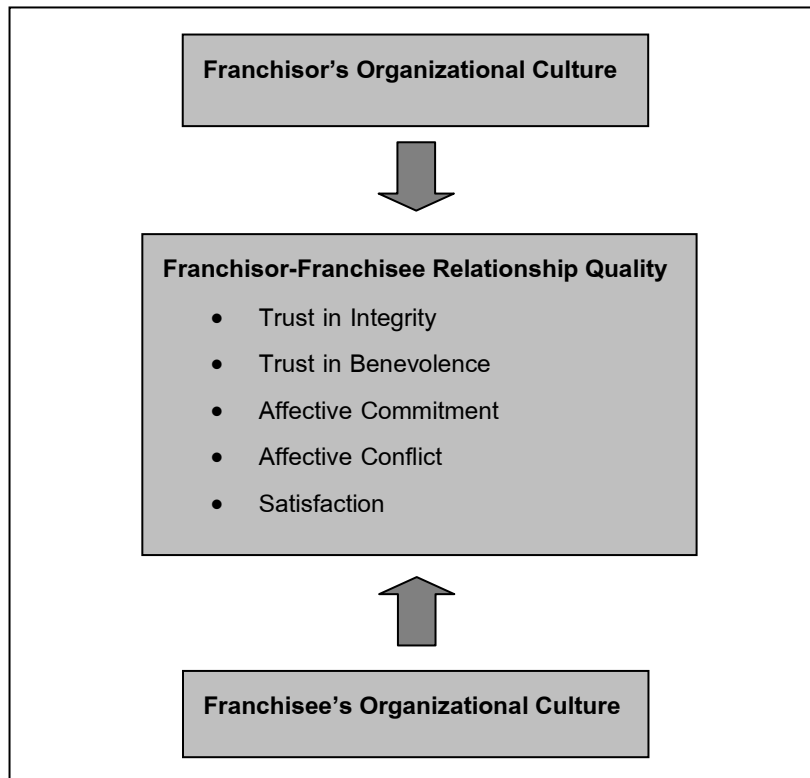 Franchisor’s Organizational Culture
Franchisor-Franchisee Relationship Quality
• Trust in Integrity
• Trust in Benevolence
• Affective Commitment
• Affective Conflict
• Satisfaction
Franchisee’s Organizational Culture